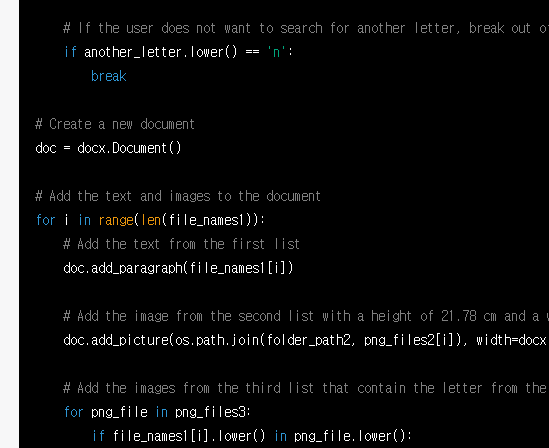 # If the user does not want to search for another letter, break out of
if another_letter.lower() == 'n':
break
# Create a new document
doc = docx.Document()
# Add the text and images to the document
for i in range(len(file_names1)):
# Add the text from the first list
doc.add_paragraph(file_names1[i])
# Add the image from the second list with a height of 21.78 cm and a
doc.add_picture(os.path.join(folder_path2, png_files2[i]), width=docx
# Add the images from the third list that contain the letter from the
for png_file in png_files3:
if file_names1[i].lower() in png_file.lower():